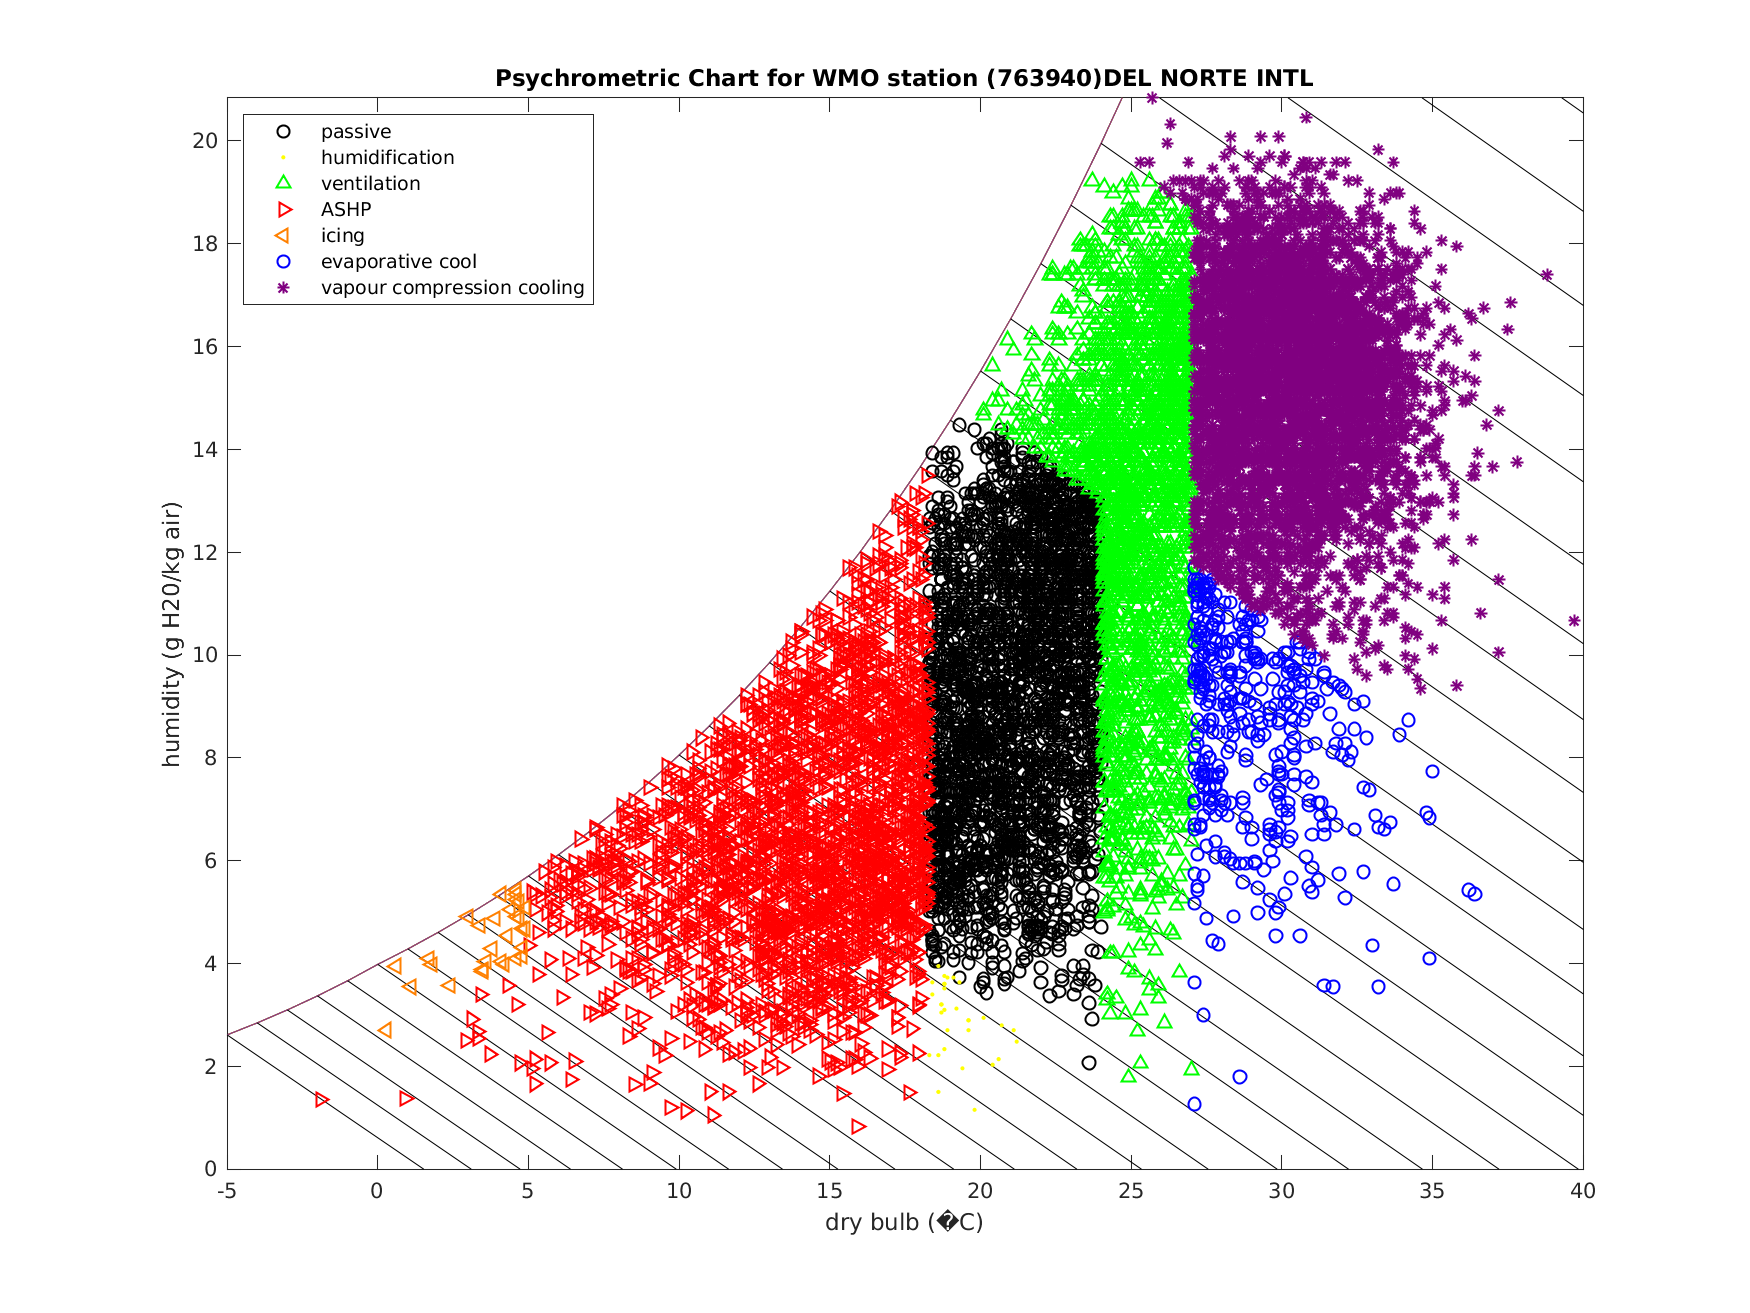 Psychrometric Chart for WMO station (763940)DEL NORTE INTL
passive
humidification
ventilation
ASHP
icing
evaporative cool
vapour compression cooling
humidity (g H20/kg air)
20
18
16
14
12
10
8
6
4
2
0
-5 0 5 10 15 20 25 30 35 40
dry bulb (�C)